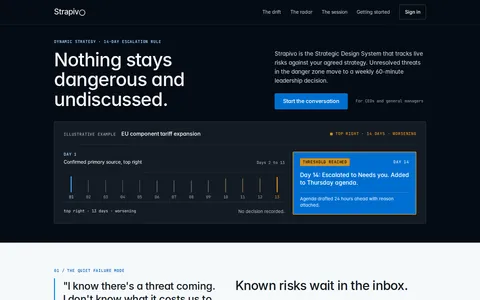 Strapivo
The drift
The radar
The session
Getting started
Sign in
DYNAMIC STRATEGY · 14-DAY ESCALATION RULE
Nothing stays
dangerous and
undiscussed.
Strapivo is the Strategic Design System that tracks live
risks against your agreed strategy. Unresolved threats
in the danger zone move to a weekly 60-minute
leadership decision.
Start the conversation
For CEOs and general managers
ILLUSTRATIVE EXAMPLE EU component tariff expansion
TOP RIGHT · 14 DAYS · WORSENING
DAY 1
Confirmed primary source, top right
Days 2 to 13
01 02 03 04 05 06 07 08 09 10 11 12 13
top right · 13 days · worsening
No decision recorded.
THRESHOLD REACHED
DAY 14
Day 14: Escalated to Needs you. Added
to Thursday agenda.
Agenda drafted 24 hours ahead with reason
attached.
01 / THE QUIET FAILURE MODE
"I know there's a threat coming.
I don't know what it costs us to
Known risks wait in the inbox.